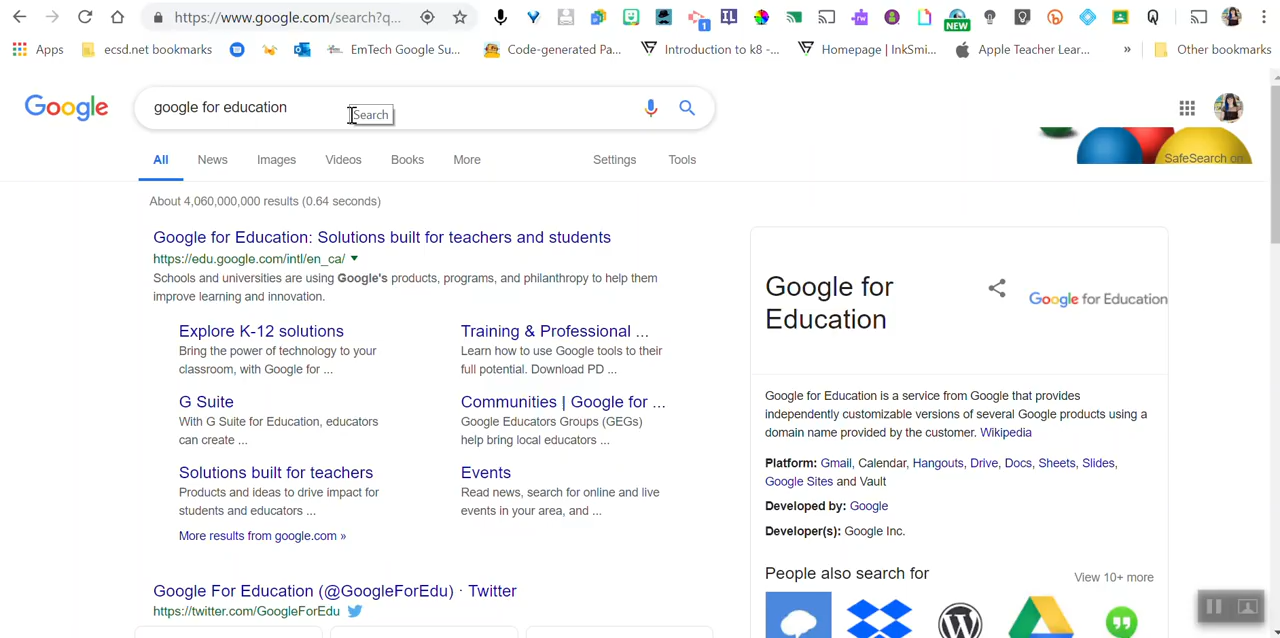 https://www.google.com/search?q...
1
NEW
Apps
ecsd.net bookmarks
EmTech Google Su...
Code-generated Pa...
Introduction to k8 -...
Homepage | InkSmi...
Apple Teacher Lear...
»
Other bookmarks
Google
google for education
Search
SafeSearch on
All
News
Images
Videos
Books
More
Settings
Tools
About 4,060,000,000 results (0.64 seconds)
Google for Education: Solutions built for teachers and students
https://edu.google.com/intl/en_ca/
Schools and universities are using Google's products, programs, and philanthropy to help them
improve learning and innovation.
Explore K-12 solutions
Bring the power of technology to your
classroom, with Google for ...
Training & Professional ...
Learn how to use Google tools to their
full potential. Download PD ...
G Suite
With G Suite for Education, educators
can create ...
Communities | Google for ...
Google Educators Groups (GEGs)
help bring local educators ...
Solutions built for teachers
Products and ideas to drive impact for
students and educators ...
Events
Read news, search for online and live
events in your area, and ...
More results from google.com »
Google For Education (@GoogleForEdu) · Twitter
https://twitter.com/GoogleForEdu
Google for
Education
Google for Education
Google for Education is a service from Google that provides
independently customizable versions of several Google products using a
domain name provided by the customer. Wikipedia
Platform: Gmail, Calendar, Hangouts, Drive, Docs, Sheets, Slides,
Google Sites and Vault
Developed by: Google
Developer(s): Google Inc.
People also search for
View 10+ more